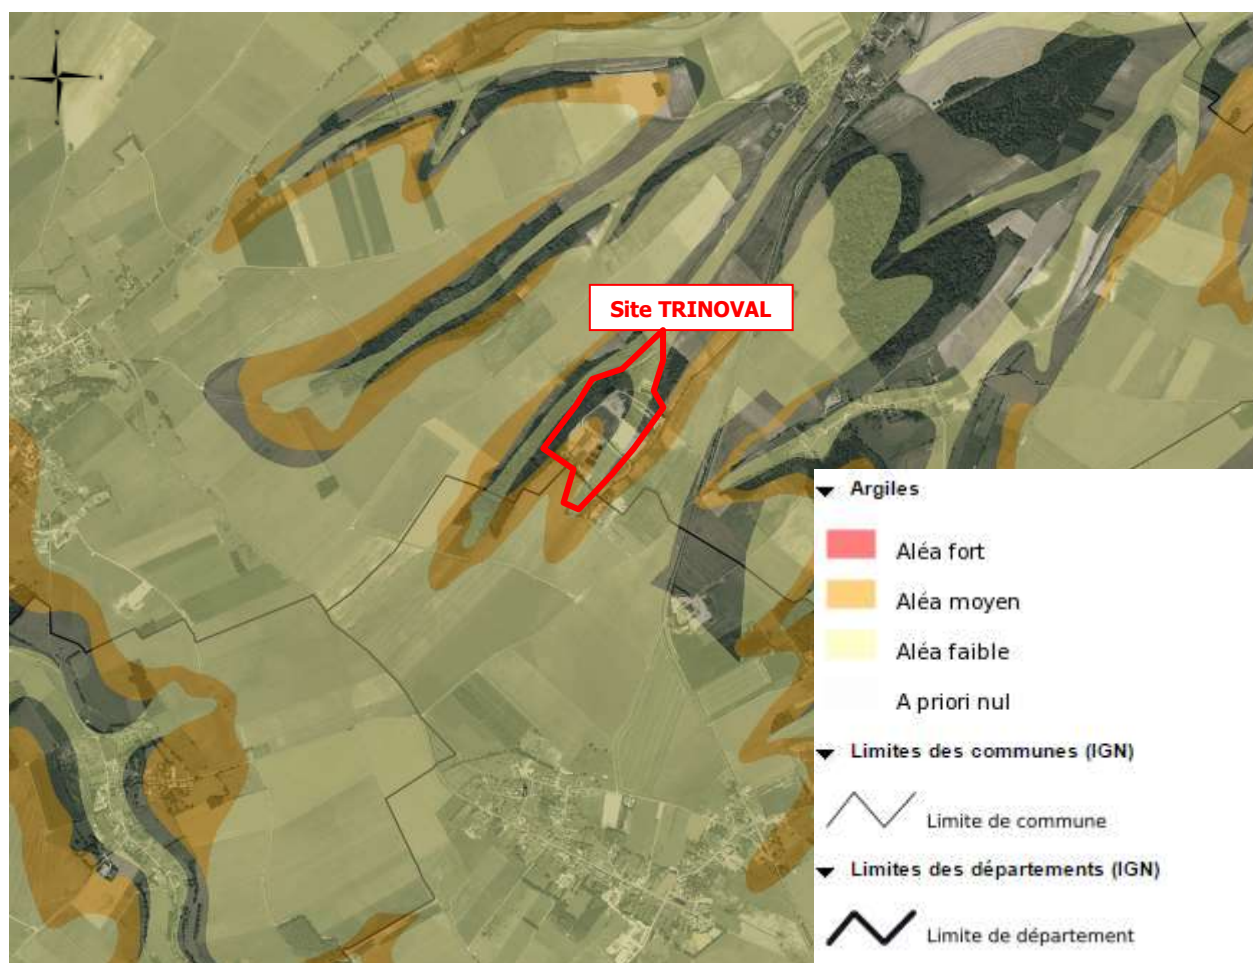 Site TRINOVAL
Argiles
Aléa fort
Aléa moyen
Aléa faible
A priori nul
Limites des communes (IGN)
Limite de commune
Limites des départements (IGN)
Limite de département